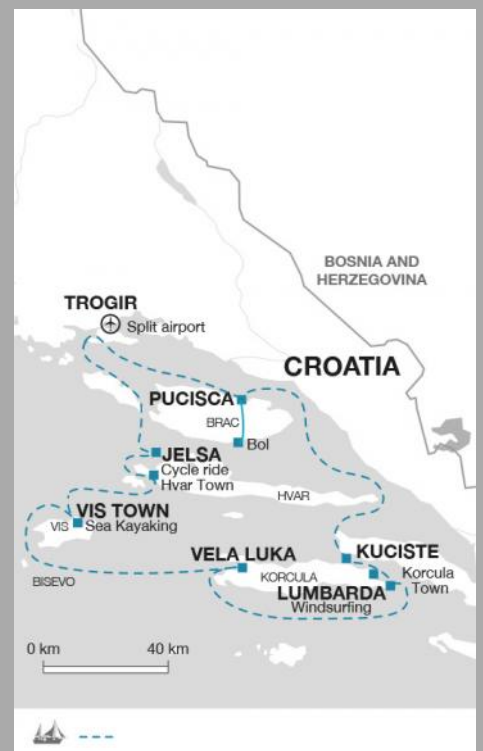 BOSNIA AND
HERZEGOVINA
TROGIR
Split airport
CROATIA
PUCISCA
BRAC
Bol
JELSA
Cycle ride
Hvar Town
HVAR
VIS TOWN
VIS
Sea Kayaking
VELA LUKA
KUCISTE
BISEVO
KORCULA
Korcula
Town
LUMBARDA
Windsurfing
0 km
40 km